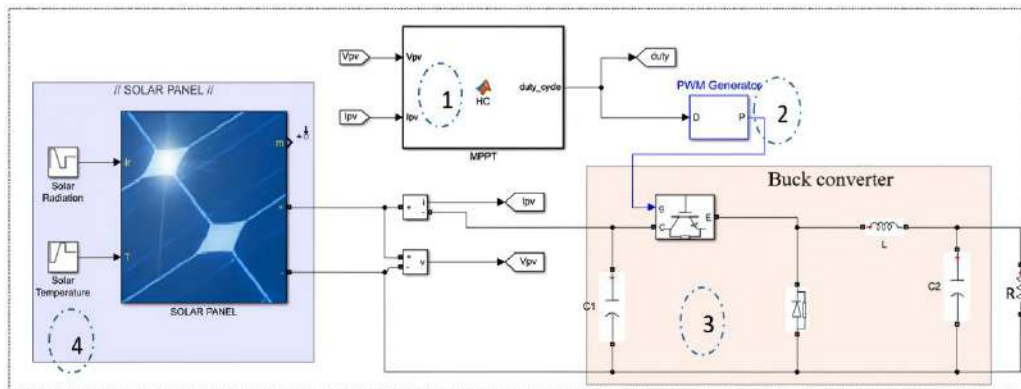 Vpv
Ipv
Vpv
Ipv
1
HC
duty_cycle
MPPT
duty
PWM Generator
D
P
2
// SOLAR PANEL //
Ir
T
m
+
-
Solar
Radiation
Solar
Temperature
SOLAR PANEL
4
+
-
i
Ipv
+
-
v
Vpv
Buck converter
g
C
E
L
C1
3
C2
R